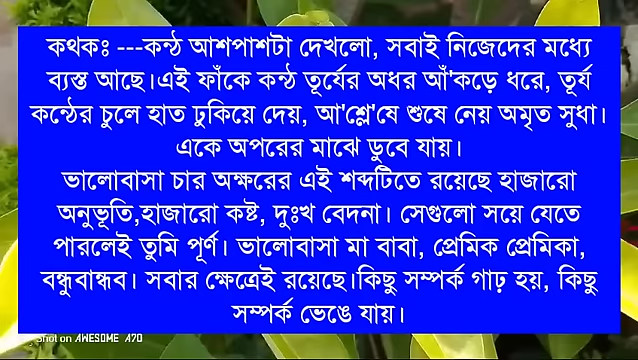 কথকঃ ---কন্ঠ আশপাশটা দেখলো, সবাই নিজেদের মধ্যে
ব্যস্ত আছে।এই ফাঁকে কন্ঠ তূর্যের অধর আঁ'কড়ে ধরে, তূর্য
কন্ঠের চুলে হাত ঢুকিয়ে দেয়, আ'শ্লে'ষে শুষে নেয় অমৃত সুধা।
একে অপরের মাঝে ডুবে যায়।
ভালোবাসা চার অক্ষরের এই শব্দটিতে রয়েছে হাজারো
অনুভূতি,হাজারো কষ্ট, দুঃখ বেদনা। সেগুলো সয়ে যেতে
পারলেই তুমি পূর্ণ। ভালোবাসা মা বাবা, প্রেমিক প্রেমিকা,
বন্ধুবান্ধব। সবার ক্ষেত্রেই রয়েছে।কিছু সম্পর্ক গাঢ় হয়, কিছু
সম্পর্ক ভেঙে যায়।
Shot on AWESOME A70